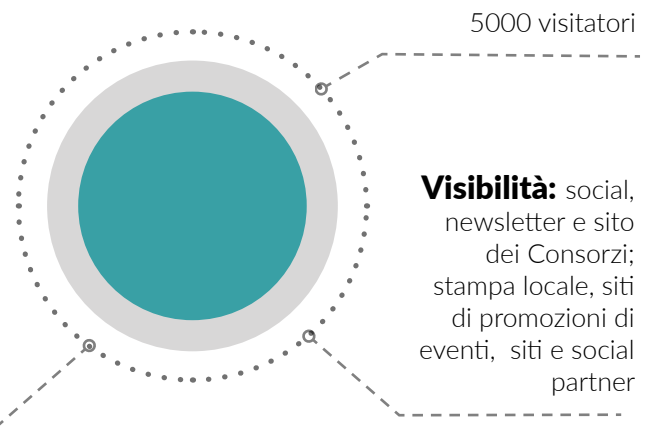 5000 visitatori
Visibilità: social,
newsletter e sito
dei Consorzi;
stampa locale, siti
di promozioni di
eventi, siti e social
partner